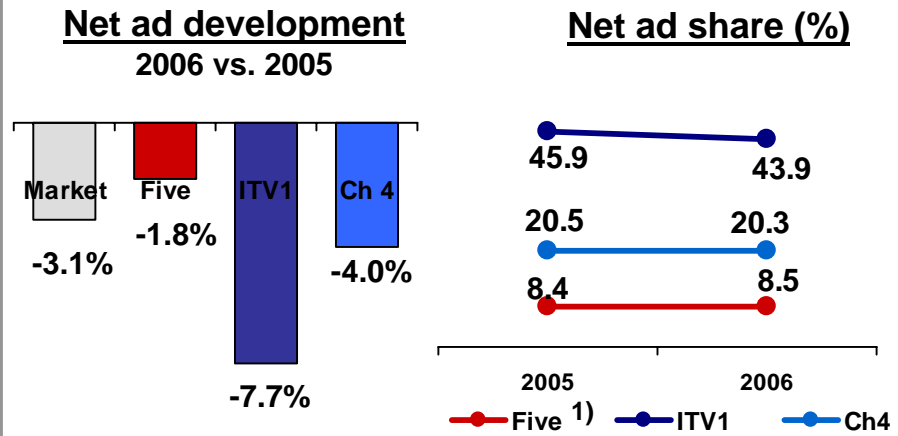 Net ad development
2006 vs. 2005
Market Five ITV1 Ch 4
-3.1%
-1.8%
-7.7%
-4.0%
Net ad share (%)
45.9 43.9
20.5 20.3
8.4 8.5
2005 2006
Five 1) ITV1 Ch4